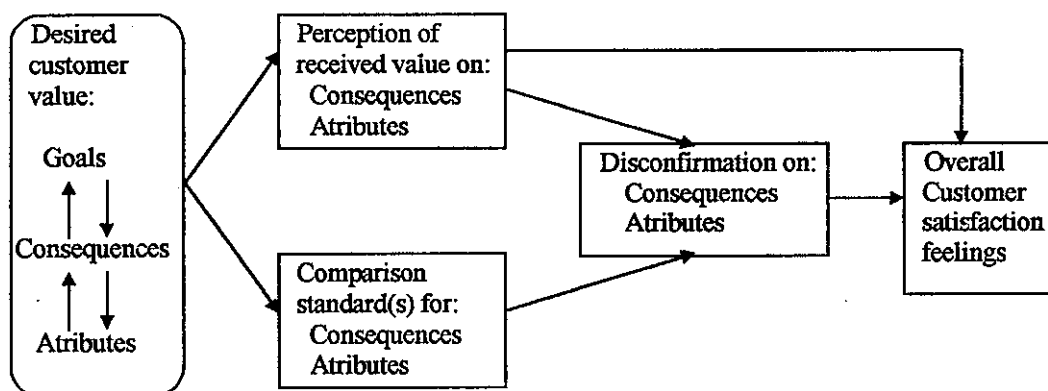 Desired
customer
value:
Goals
Consequences
Atributes
Perception of
received value on:
Consequences
Atributes
Comparison
standard(s) for:
Consequences
Atributes
Disconfirmation on:
Consequences
Atributes
Overall
Customer
satisfaction
feelings